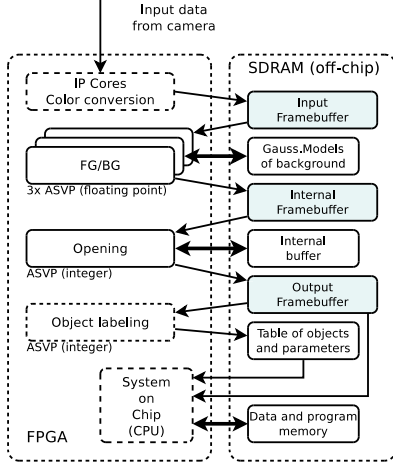 Input data
from camera
SDRAM (off-chip)
IP Cores
Color conversion
Input
Framebuffer
FG/BG
3x ASVP (floating point)
Gauss.Models
of background
Internal
Framebuffer
Opening
ASVP (integer)
Internal
buffer
Output
Framebuffer
Object labeling
ASVP (integer)
Table of objects
and parameters
System
on
Chip
(CPU)
Data and program
memory
FPGA